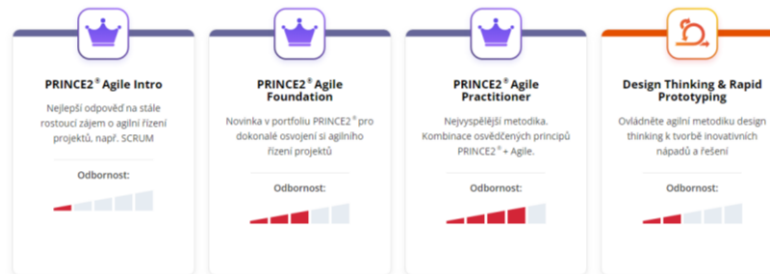 PRINCE2® Agile Intro
Nejlepší odpověď na stále
rostoucí zájem o agilní řízení
projektů, např. SCRUM
Odbornost:
PRINCE2® Agile
Foundation
Novinka v portfoliu PRINCE2® pro
dokonalé osvojení si agilního
řízení projektů
Odbornost:
PRINCE2® Agile
Practitioner
Nejvyspělejší metodika.
Kombinace osvědčených principů
PRINCE2® + Agile.
Odbornost:
Design Thinking & Rapid
Prototyping
Ovládněte agilní metodiku design
thinking k tvorbě inovativních
nápadů a řešení
Odbornost: